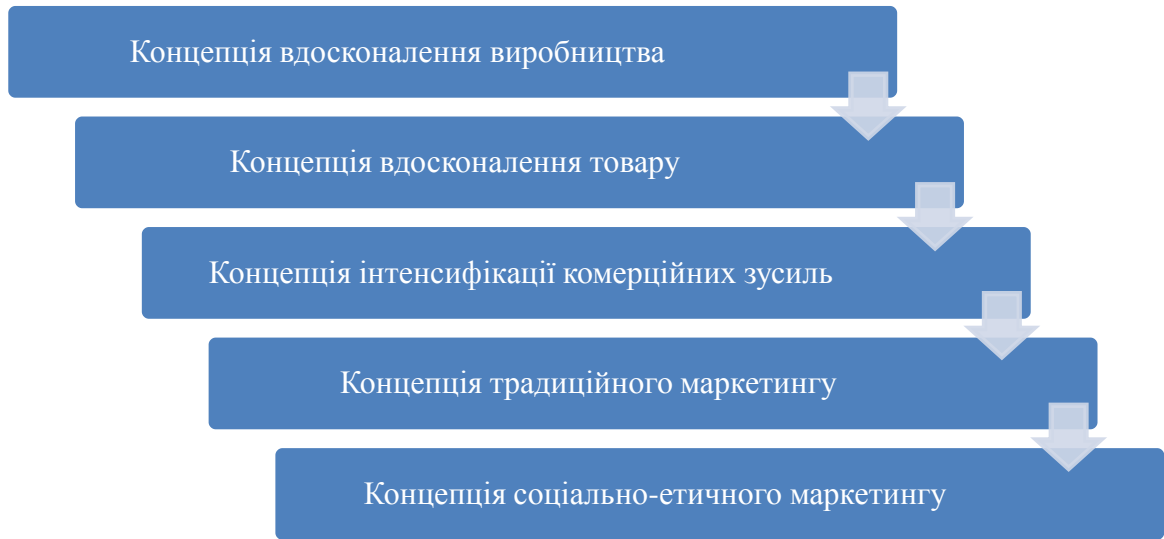 Концепція вдосконалення виробництва
Концепція вдосконалення товару
Концепція інтенсифікації комерційних зусиль
Концепція традиційного маркетингу
Концепція соціально-етичного маркетингу